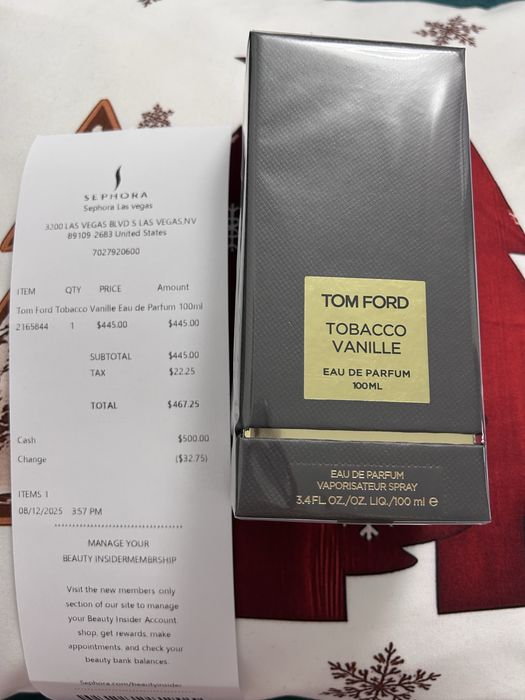 SEPHORA
Sephora Las vegas
3200 LAS VEGAS BLVD S LAS VEGAS,NV
89109-2683 United States
7027920600
ITEM QTY PRICE Amount
Tom Ford Tobacco Vanille Eau de Parfum 100ml
2165844 1 $445.00 $445.00
SUBTOTAL $445.00
TAX $22.25
TOTAL $467.25
Cash $500.00
Change ($32.75)
ITEMS 1
08/12/2025 3:57 PM
MANAGE YOUR
BEAUTY INSIDERMEMBRSHIP
Visit the new members only
section of our site to manage
your Beauty Insider Account.
shop, get rewards, make
appointments, and check your
beauty bank balances.
Sephora.com/beautyinsider
TOM FORD
TOBACCO
VANILLE
EAU DE PARFUM
100ML
EAU DE PARFUM
VAPORISATEUR SPRAY
3.4 FL. OZ./OZ. LIQ./100 ml ℮